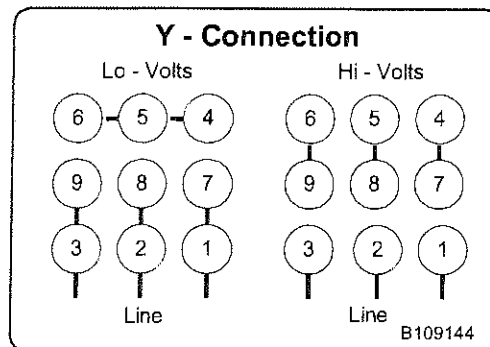 Y - Connection
Lo - Volts Hi - Volts
6 5 4 6 5 4
9 8 7 9 8 7
3 2 1 3 2 1
Line Line
B109144